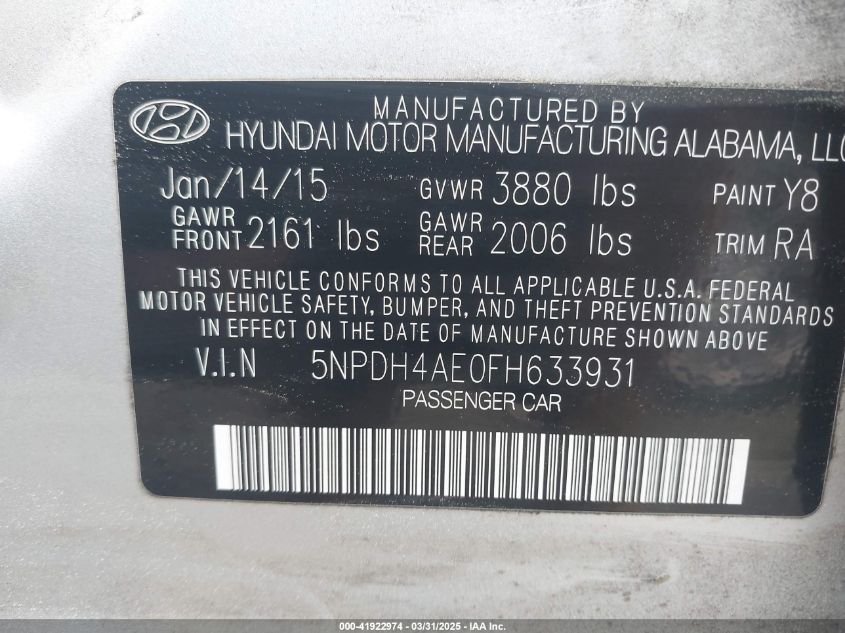 MANUFACTURED BY
HYUNDAI MOTOR MANUFACTURING ALABAMA, LLC
Jan/14/15 GVWR 3880 lbs PAINT Y8
GAWR FRONT 2161 lbs GAWR REAR 2006 lbs TRIM RA
THIS VEHICLE CONFORMS TO ALL APPLICABLE U.S.A. FEDERAL
MOTOR VEHICLE SAFETY, BUMPER, AND THEFT PREVENTION STANDARDS
IN EFFECT ON THE DATE OF MANUFACTURE SHOWN ABOVE
V.I.N 5NPDH4AE0FH633931
PASSENGER CAR
000-41922974 - 03/31/2025 - IAA Inc.